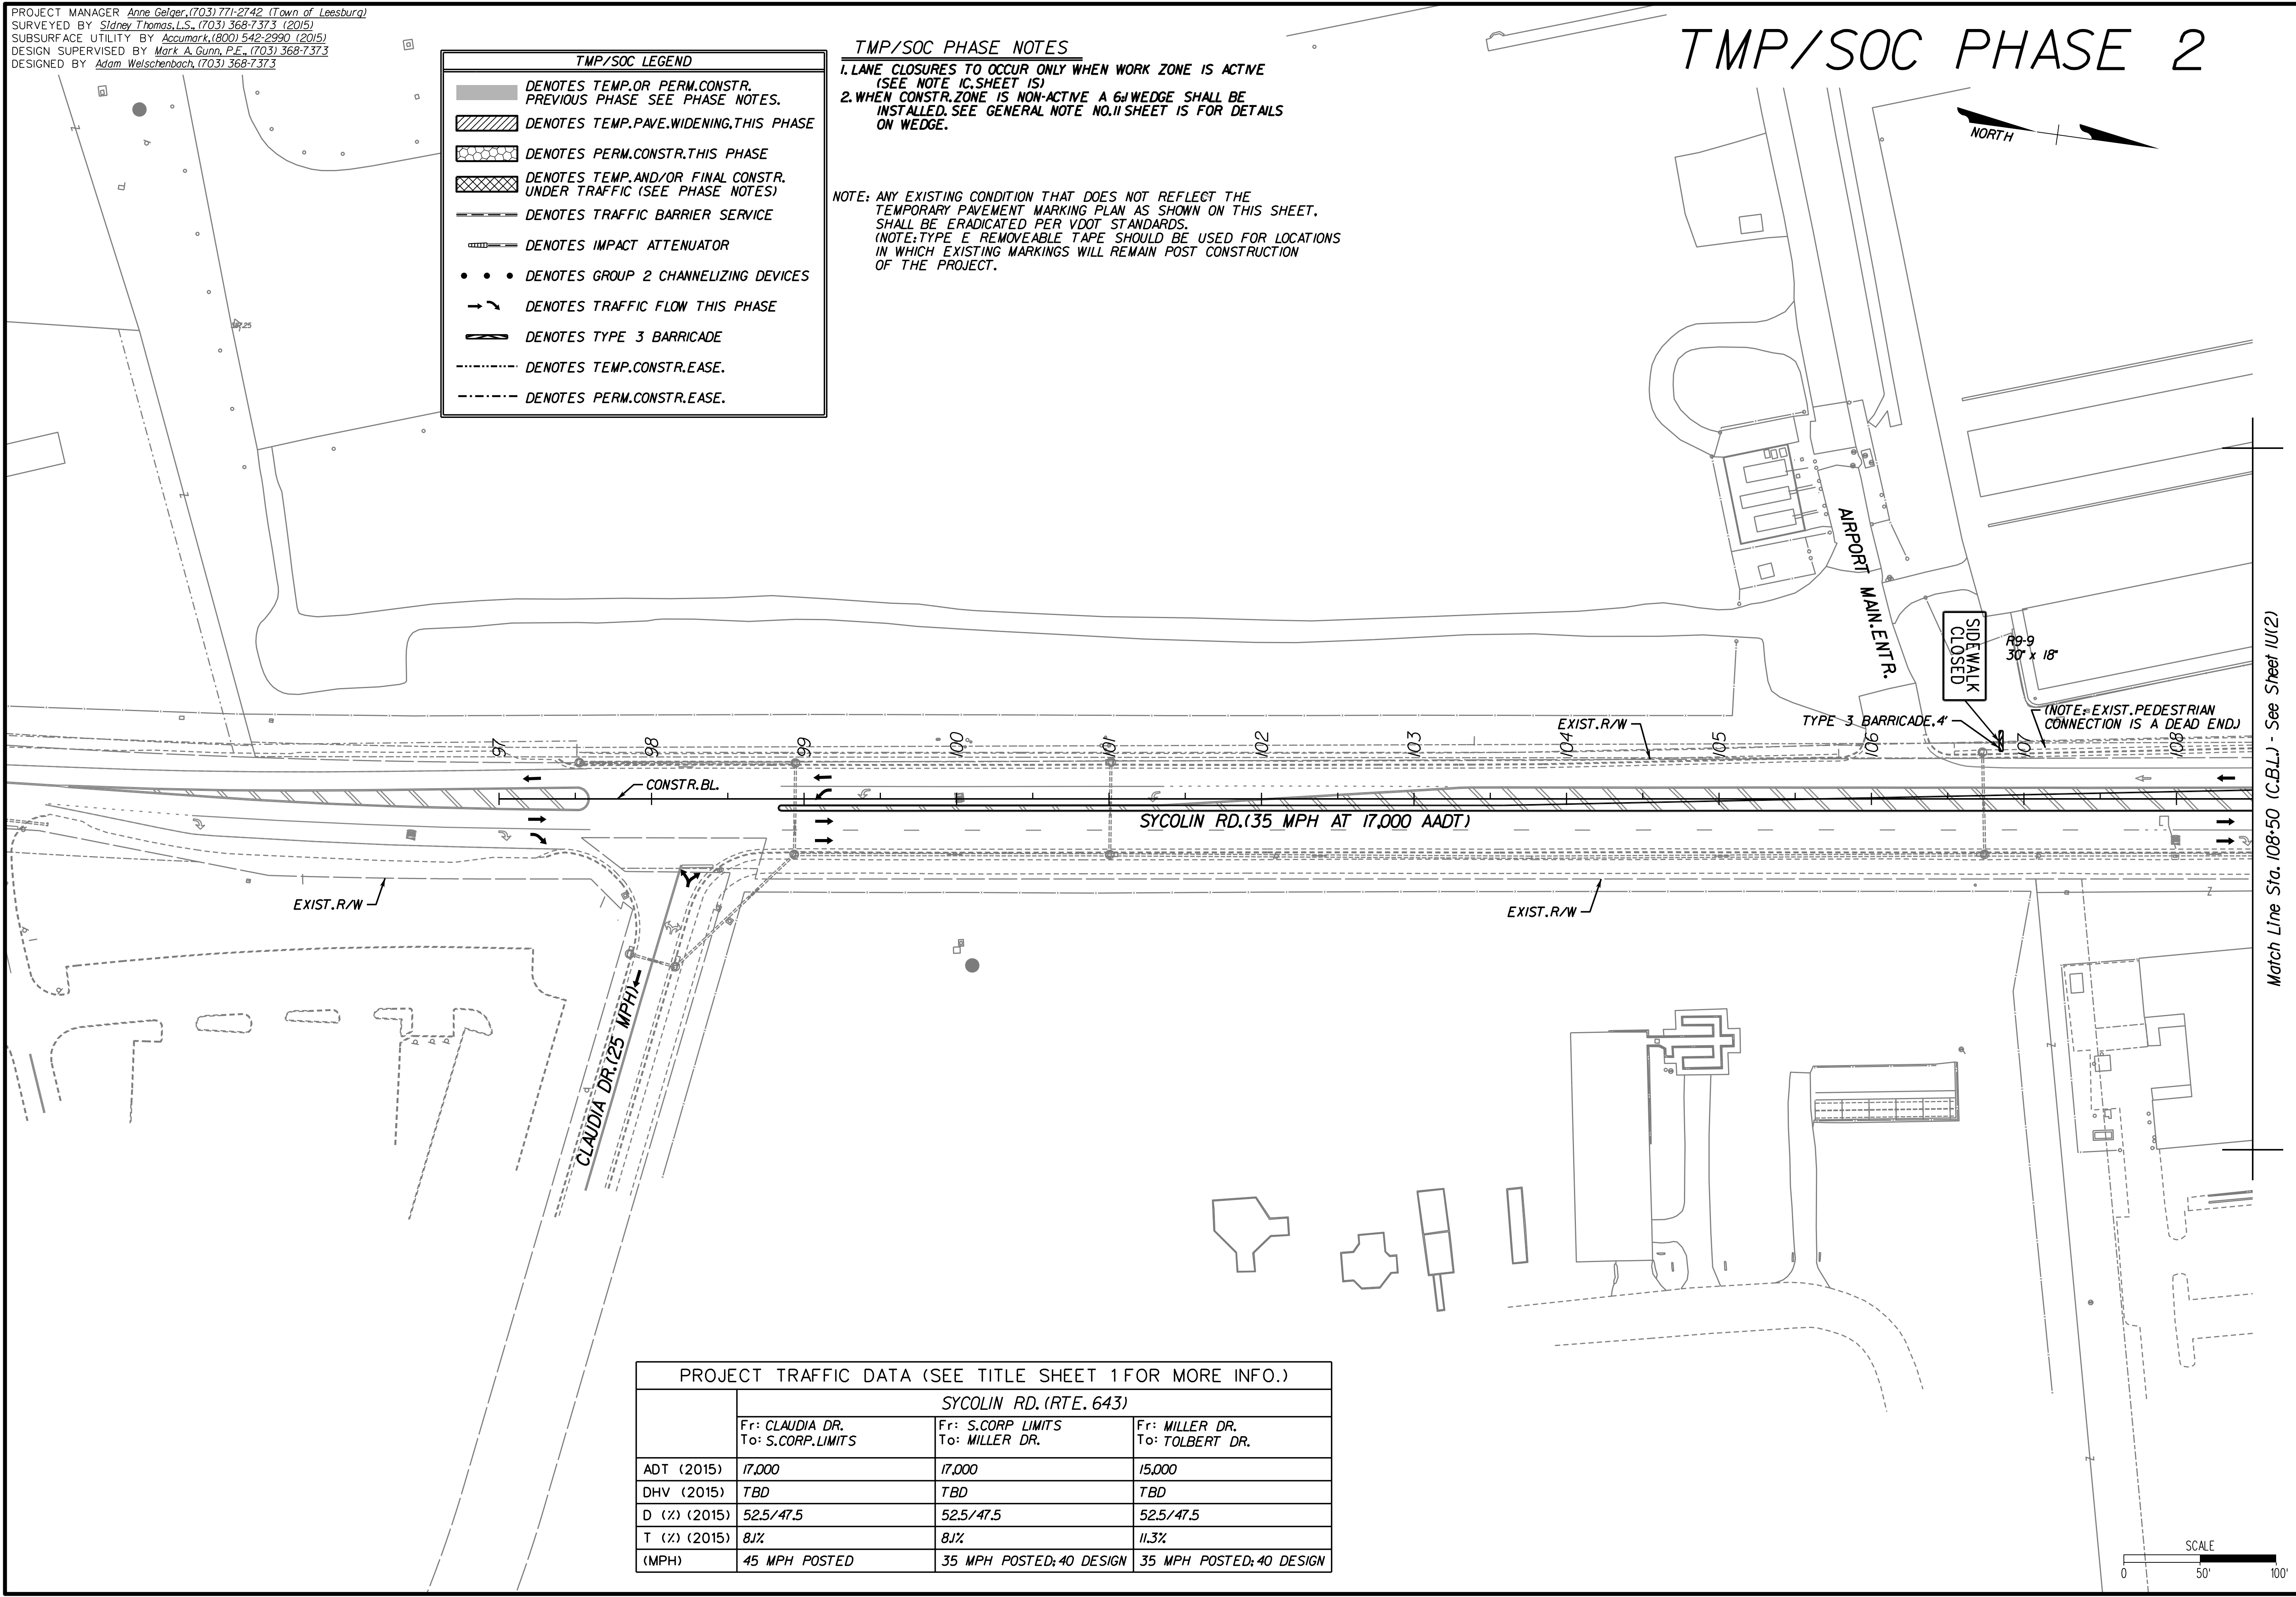 PROJECT MANAGER Anne Geiger, (703) 771-2742 (Town of Leesburg)
SURVEYED BY Sidney Thomas, L.S., (703) 368-7373 (2015)
SUBSURFACE UTILITY BY Accumark, (800) 542-2990 (2015)
DESIGN SUPERVISED BY Mark A. Gunn, P.E., (703) 368-7373
DESIGNED BY Adam Welschenbach, (703) 368-7373
TMP/SOC PHASE 2
TMP/SOC LEGEND
DENOTES TEMP. OR PERM. CONSTR.
PREVIOUS PHASE SEE PHASE NOTES.
DENOTES TEMP. PAVE. WIDENING, THIS PHASE
DENOTES PERM. CONSTR. THIS PHASE
DENOTES TEMP. AND/OR FINAL CONSTR.
UNDER TRAFFIC (SEE PHASE NOTES)
DENOTES TRAFFIC BARRIER SERVICE
DENOTES IMPACT ATTENUATOR
DENOTES GROUP 2 CHANNELIZING DEVICES
DENOTES TRAFFIC FLOW THIS PHASE
DENOTES TYPE 3 BARRICADE
DENOTES TEMP. CONSTR. EASE.
DENOTES PERM. CONSTR. EASE.
TMP/SOC PHASE NOTES
1. LANE CLOSURES TO OCCUR ONLY WHEN WORK ZONE IS ACTIVE
(SEE NOTE 1C, SHEET 1S)
2. WHEN CONSTR. ZONE IS NON-ACTIVE A 6:1 WEDGE SHALL BE
INSTALLED. SEE GENERAL NOTE NO. 11 SHEET 1S FOR DETAILS
ON WEDGE.
NOTE: ANY EXISTING CONDITION THAT DOES NOT REFLECT THE
TEMPORARY PAVEMENT MARKING PLAN AS SHOWN ON THIS SHEET,
SHALL BE ERADICATED PER VDOT STANDARDS.
(NOTE: TYPE E REMOVEABLE TAPE SHOULD BE USED FOR LOCATIONS
IN WHICH EXISTING MARKINGS WILL REMAIN POST CONSTRUCTION
OF THE PROJECT.
NORTH
AIRPORT MAIN. ENTR.
SIDEWALK
CLOSED
R9-9
30" x 18"
TYPE 3 BARRICADE, 4'
(NOTE: EXIST. PEDESTRIAN
CONNECTION IS A DEAD END.)
EXIST. R/W
97
98
99
100
101
102
103
104
105
106
107
108
CONSTR. BL.
SYCOLIN RD. (35 MPH AT 17,000 AADT)
EXIST. R/W
EXIST. R/W
CLAUDIA DR. (25 MPH)
Match Line Sta. 108+50 (C.B.L.) - See Sheet 1U(2)
PROJECT TRAFFIC DATA (SEE TITLE SHEET 1 FOR MORE INFO.)
SYCOLIN RD. (RTE. 643)
Fr: CLAUDIA DR. Fr: S.CORP LIMITS Fr: MILLER DR.
To: S.CORP. LIMITS To: MILLER DR. To: TOLBERT DR.
ADT (2015) 17,000 17,000 15,000
DHV (2015) TBD TBD TBD
D (%) (2015) 52.5/47.5 52.5/47.5 52.5/47.5
T (%) (2015) 8.1% 8.1% 11.3%
(MPH) 45 MPH POSTED 35 MPH POSTED; 40 DESIGN 35 MPH POSTED; 40 DESIGN
SCALE
0 50' 100'